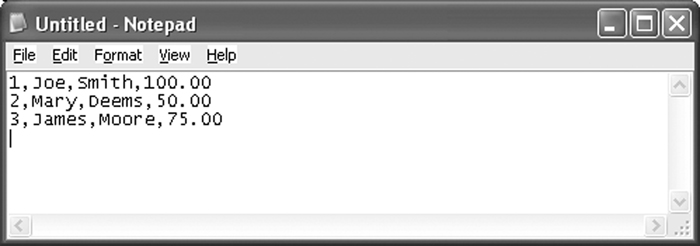 Untitled - Notepad
File Edit Format View Help
1,Joe,Smith,100.00
2,Mary,Deems,50.00
3,James,Moore,75.00